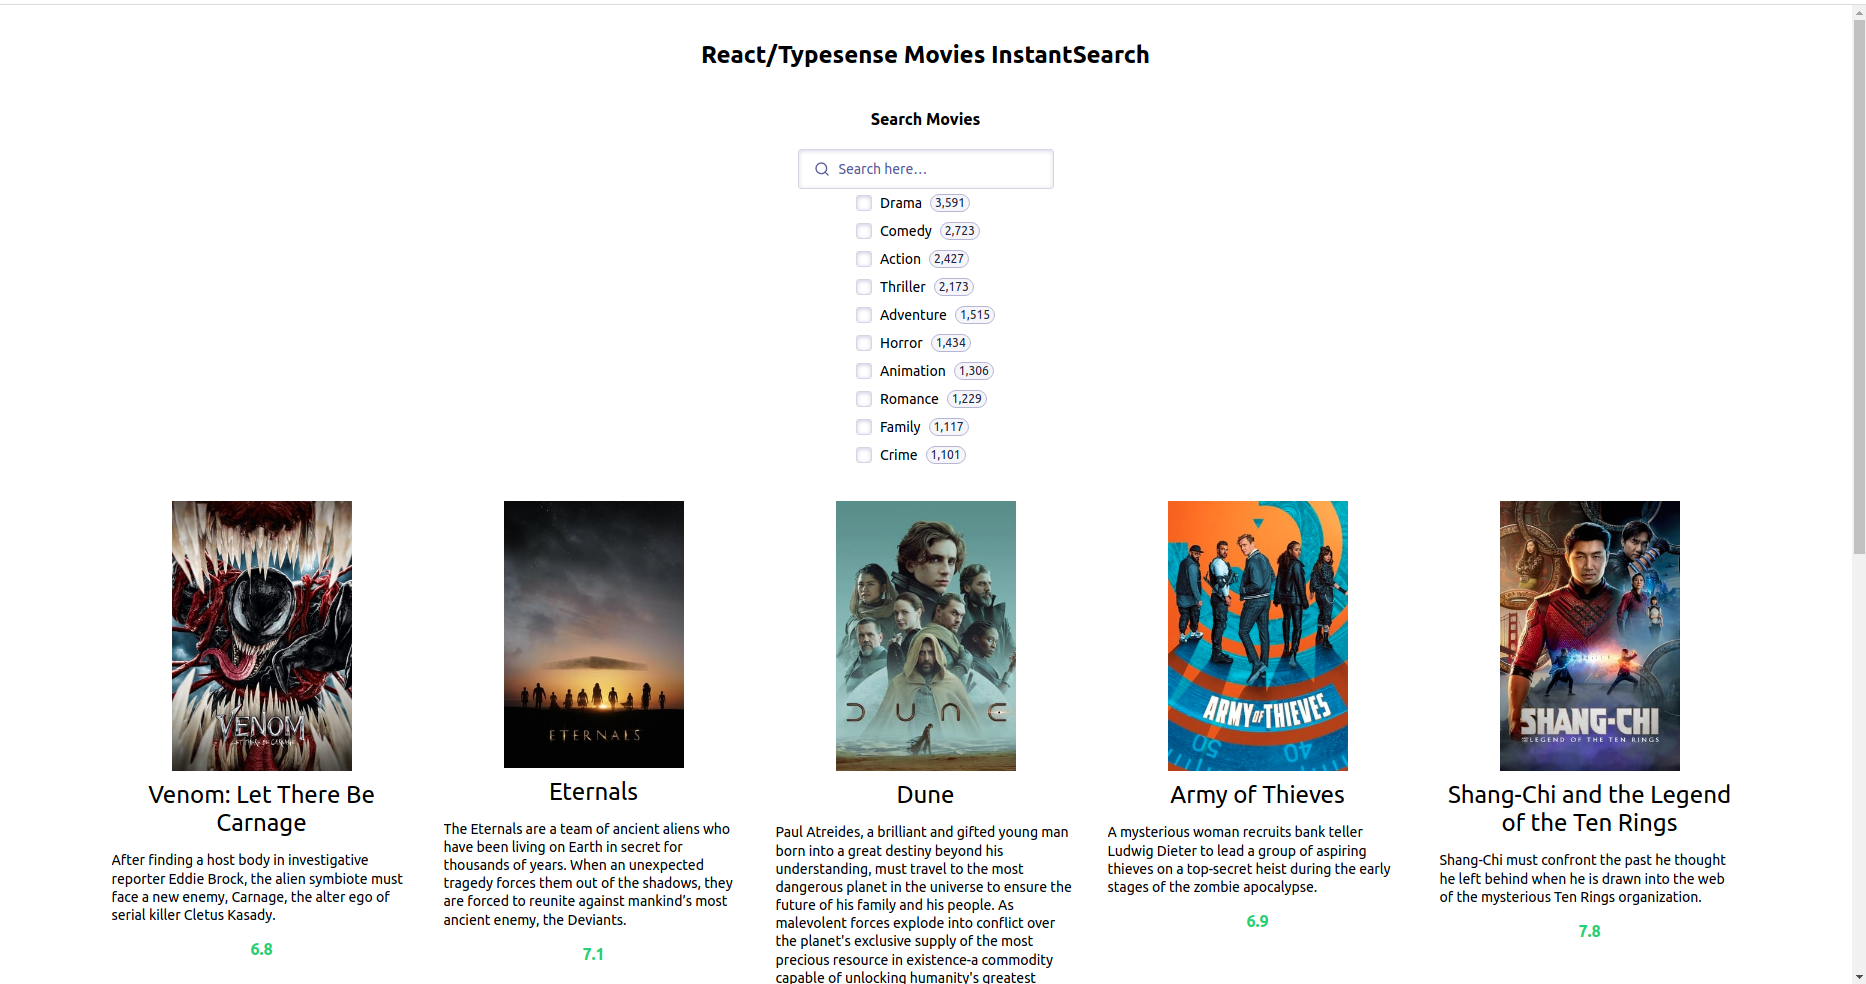 React/Typesense Movies InstantSearch
Search Movies
Search here...
Drama 3,591
Comedy 2,723
Action 2,427
Thriller 2,173
Adventure 1,515
Horror 1,434
Animation 1,306
Romance 1,229
Family 1,117
Crime 1,101
VENOM
LET THERE BE CARNAGE
Venom: Let There Be
Carnage
After finding a host body in investigative
reporter Eddie Brock, the alien symbiote must
face a new enemy, Carnage, the alter ego of
serial killer Cletus Kasady.
6.8
ETERNALS
Eternals
The Eternals are a team of ancient aliens who
have been living on Earth in secret for
thousands of years. When an unexpected
tragedy forces them out of the shadows, they
are forced to reunite against mankind’s most
ancient enemy, the Deviants.
7.1
DUNE
Dune
Paul Atreides, a brilliant and gifted young man
born into a great destiny beyond his
understanding, must travel to the most
dangerous planet in the universe to ensure the
future of his family and his people. As
malevolent forces explode into conflict over
the planet's exclusive supply of the most
precious resource in existence-a commodity
capable of unlocking humanity's greatest
ARMY OF THIEVES
50
40
Army of Thieves
A mysterious woman recruits bank teller
Ludwig Dieter to lead a group of aspiring
thieves on a top-secret heist during the early
stages of the zombie apocalypse.
6.9
SHANG-CHI
AND THE LEGEND OF THE TEN RINGS
Shang-Chi and the Legend
of the Ten Rings
Shang-Chi must confront the past he thought
he left behind when he is drawn into the web
of the mysterious Ten Rings organization.
7.8